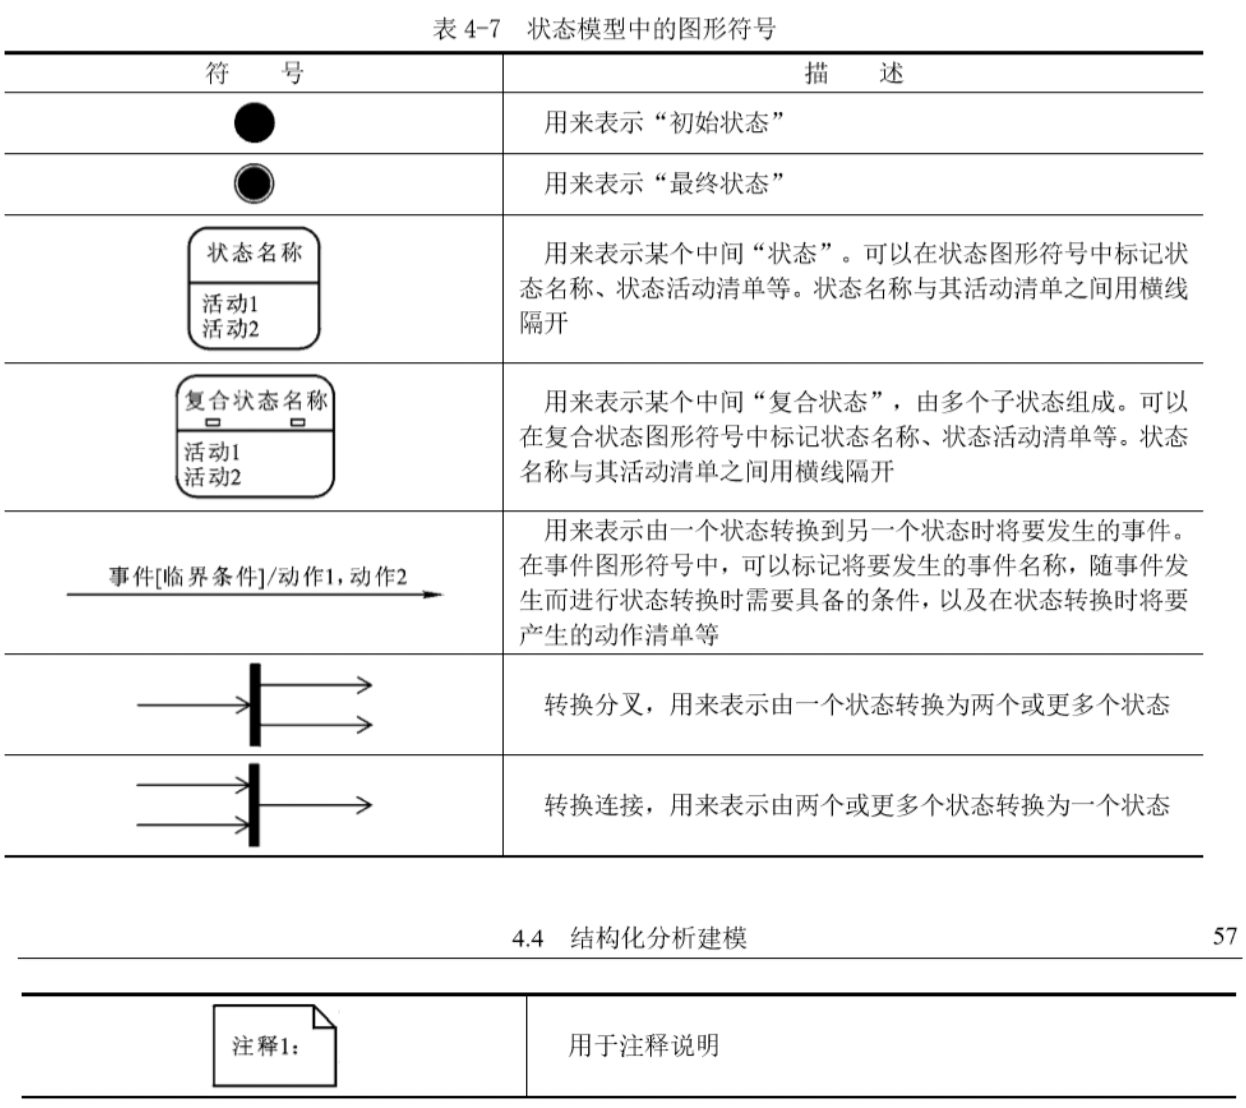 表 4-7 状态模型中的图形符号
符 号
描 述
用来表示“初始状态”
用来表示“最终状态”
状态名称
活动1
活动2
用来表示某个中间“状态”。可以在状态图形符号中标记状
态名称、状态活动清单等。状态名称与其活动清单之间用横线
隔开
复合状态名称
活动1
活动2
用来表示某个中间“复合状态”，由多个子状态组成。可以
在复合状态图形符号中标记状态名称、状态活动清单等。状态
名称与其活动清单之间用横线隔开
事件[临界条件]/动作1,动作2
用来表示由一个状态转换到另一个状态时将要发生的事件。
在事件图形符号中，可以标记将要发生的事件名称，随事件发
生而进行状态转换时需要具备的条件，以及在状态转换时将要
产生的动作清单等
转换分叉，用来表示由一个状态转换为两个或更多个状态
转换连接，用来表示由两个或更多个状态转换为一个状态
4.4 结构化分析建模
57
注释1:
用于注释说明